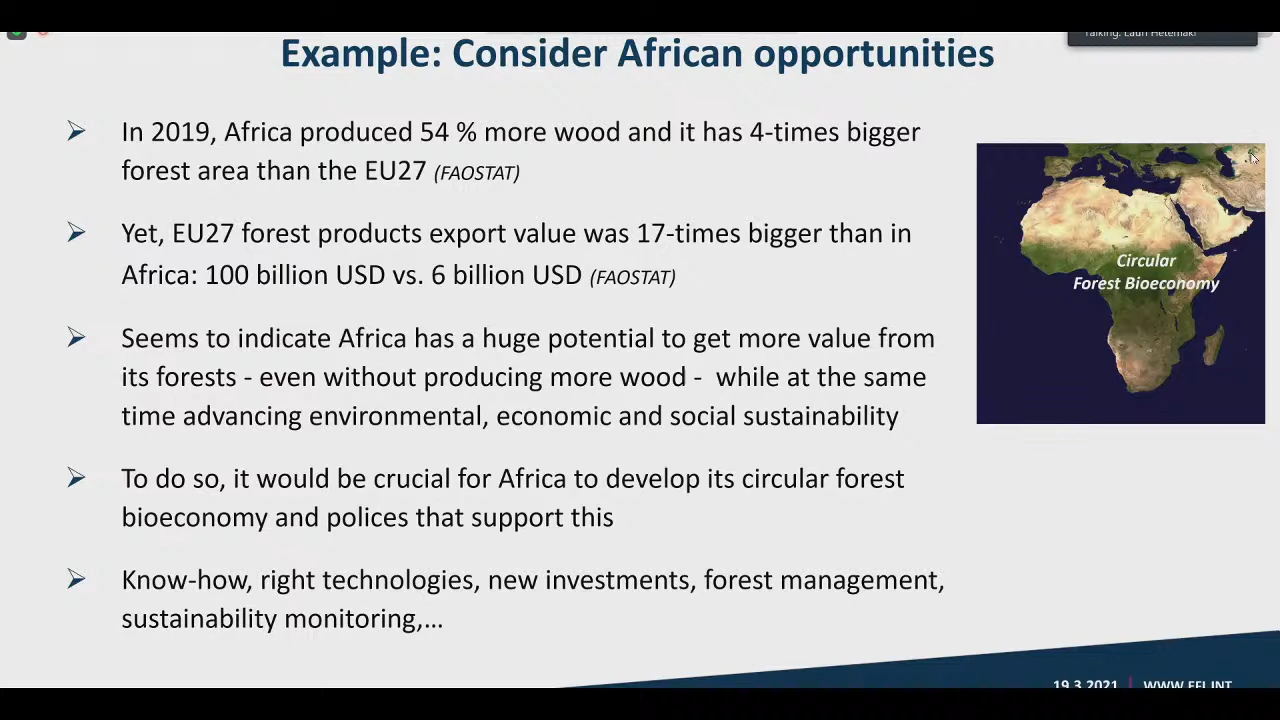 Talking: Lauri Hetemäki
Example: Consider African opportunities
In 2019, Africa produced 54 % more wood and it has 4-times bigger
forest area than the EU27 (FAOSTAT)
Yet, EU27 forest products export value was 17-times bigger than in
Africa: 100 billion USD vs. 6 billion USD (FAOSTAT)
Seems to indicate Africa has a huge potential to get more value from
its forests - even without producing more wood - while at the same
time advancing environmental, economic and social sustainability
To do so, it would be crucial for Africa to develop its circular forest
bioeconomy and polices that support this
Know-how, right technologies, new investments, forest management,
sustainability monitoring,...
Circular
Forest Bioeconomy
19.3.2021 | WWW.EFI.INT